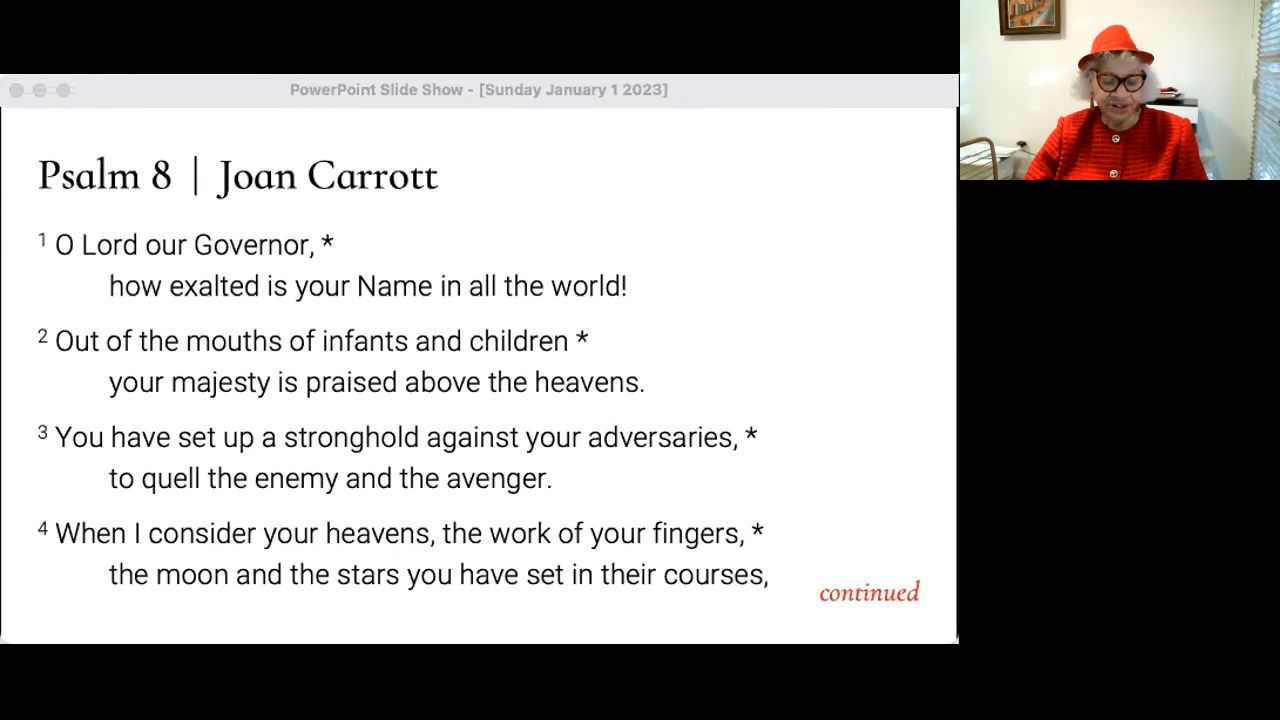 PowerPoint Slide Show - [Sunday January 1 2023]
Psalm 8 | Joan Carrott
1 O Lord our Governor, *
how exalted is your Name in all the world!
2 Out of the mouths of infants and children *
your majesty is praised above the heavens.
3 You have set up a stronghold against your adversaries, *
to quell the enemy and the avenger.
4 When I consider your heavens, the work of your fingers, *
the moon and the stars you have set in their courses,
continued